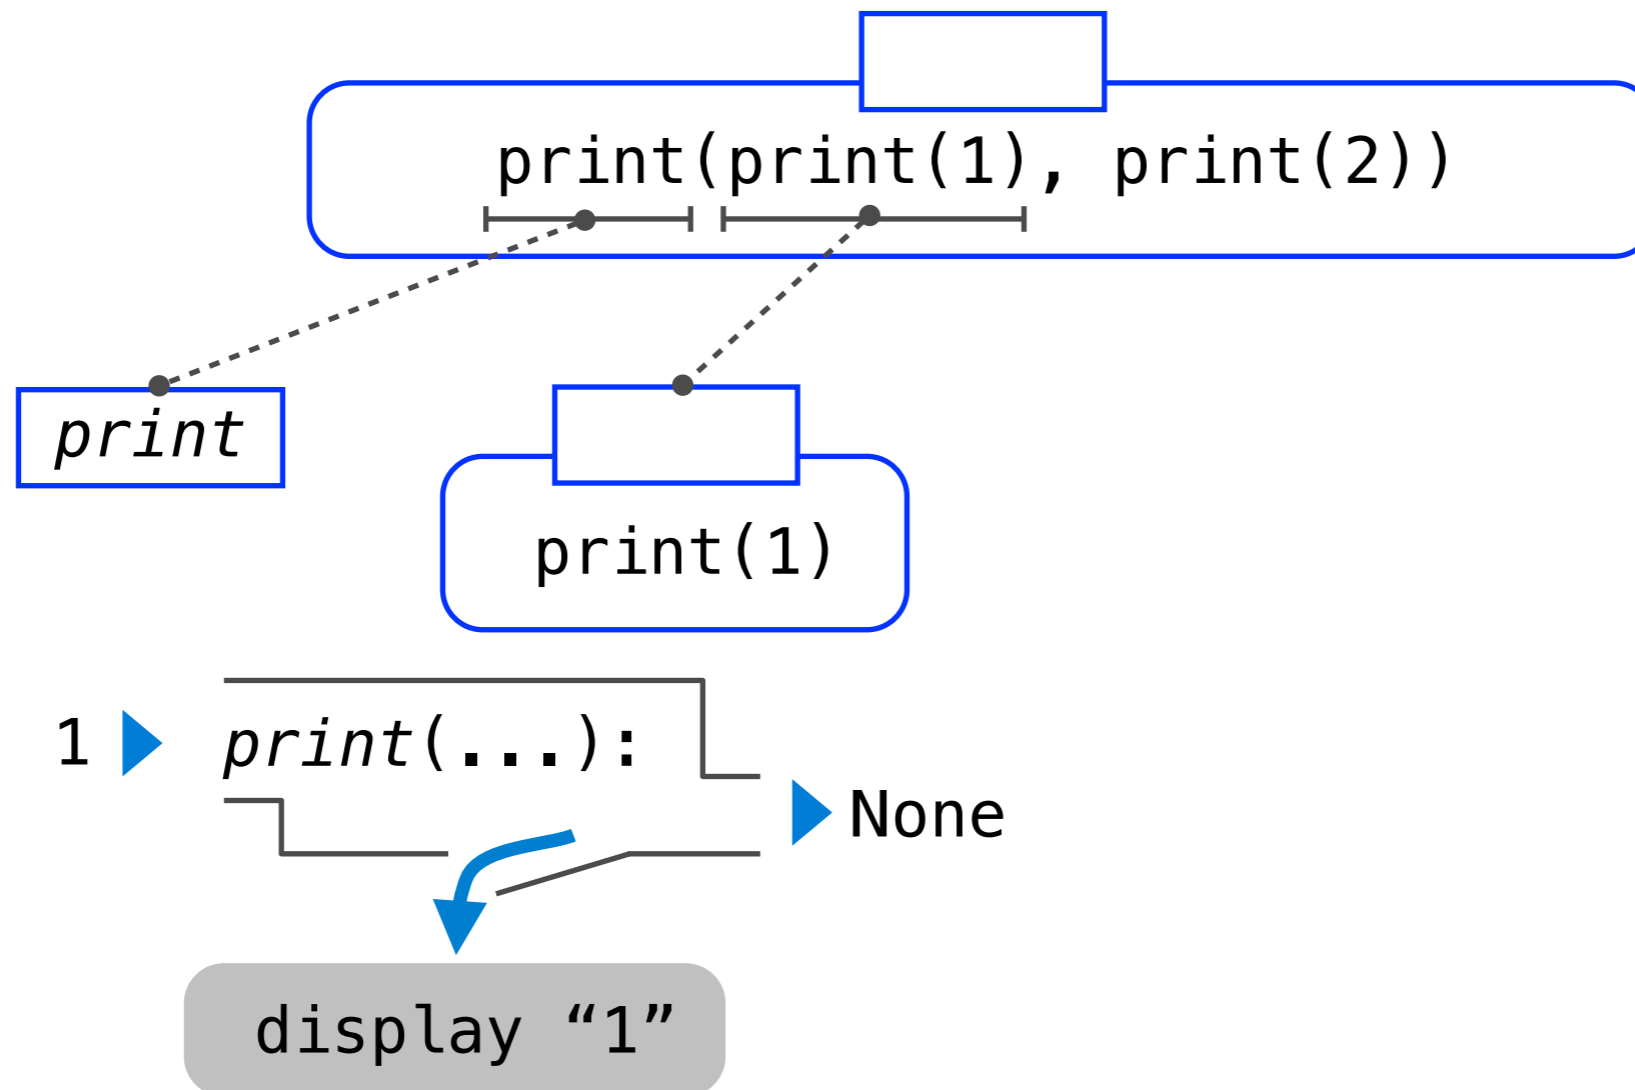 print(print(1), print(2))
print
print(1)
1
print(...):
None
display “1”